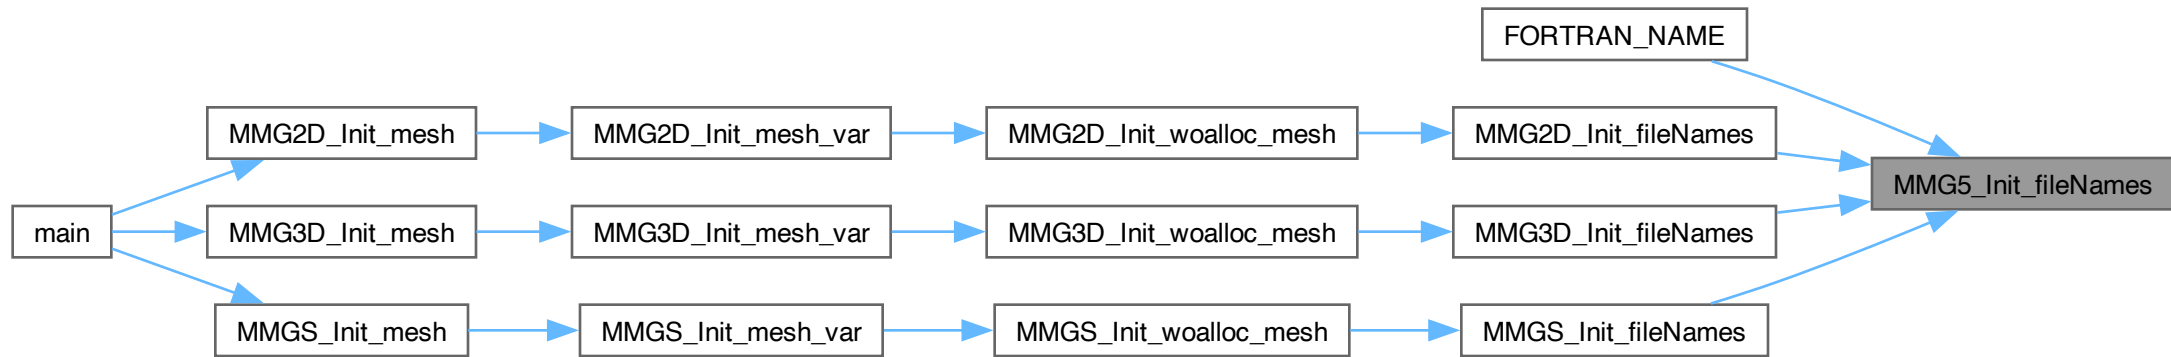 FORTRAN_NAME
MMG2D_Init_mesh
MMG2D_Init_mesh_var
MMG2D_Init_woalloc_mesh
MMG2D_Init_fileNames
MMG5_Init_fileNames
main
MMG3D_Init_mesh
MMG3D_Init_mesh_var
MMG3D_Init_woalloc_mesh
MMG3D_Init_fileNames
MMGS_Init_mesh
MMGS_Init_mesh_var
MMGS_Init_woalloc_mesh
MMGS_Init_fileNames